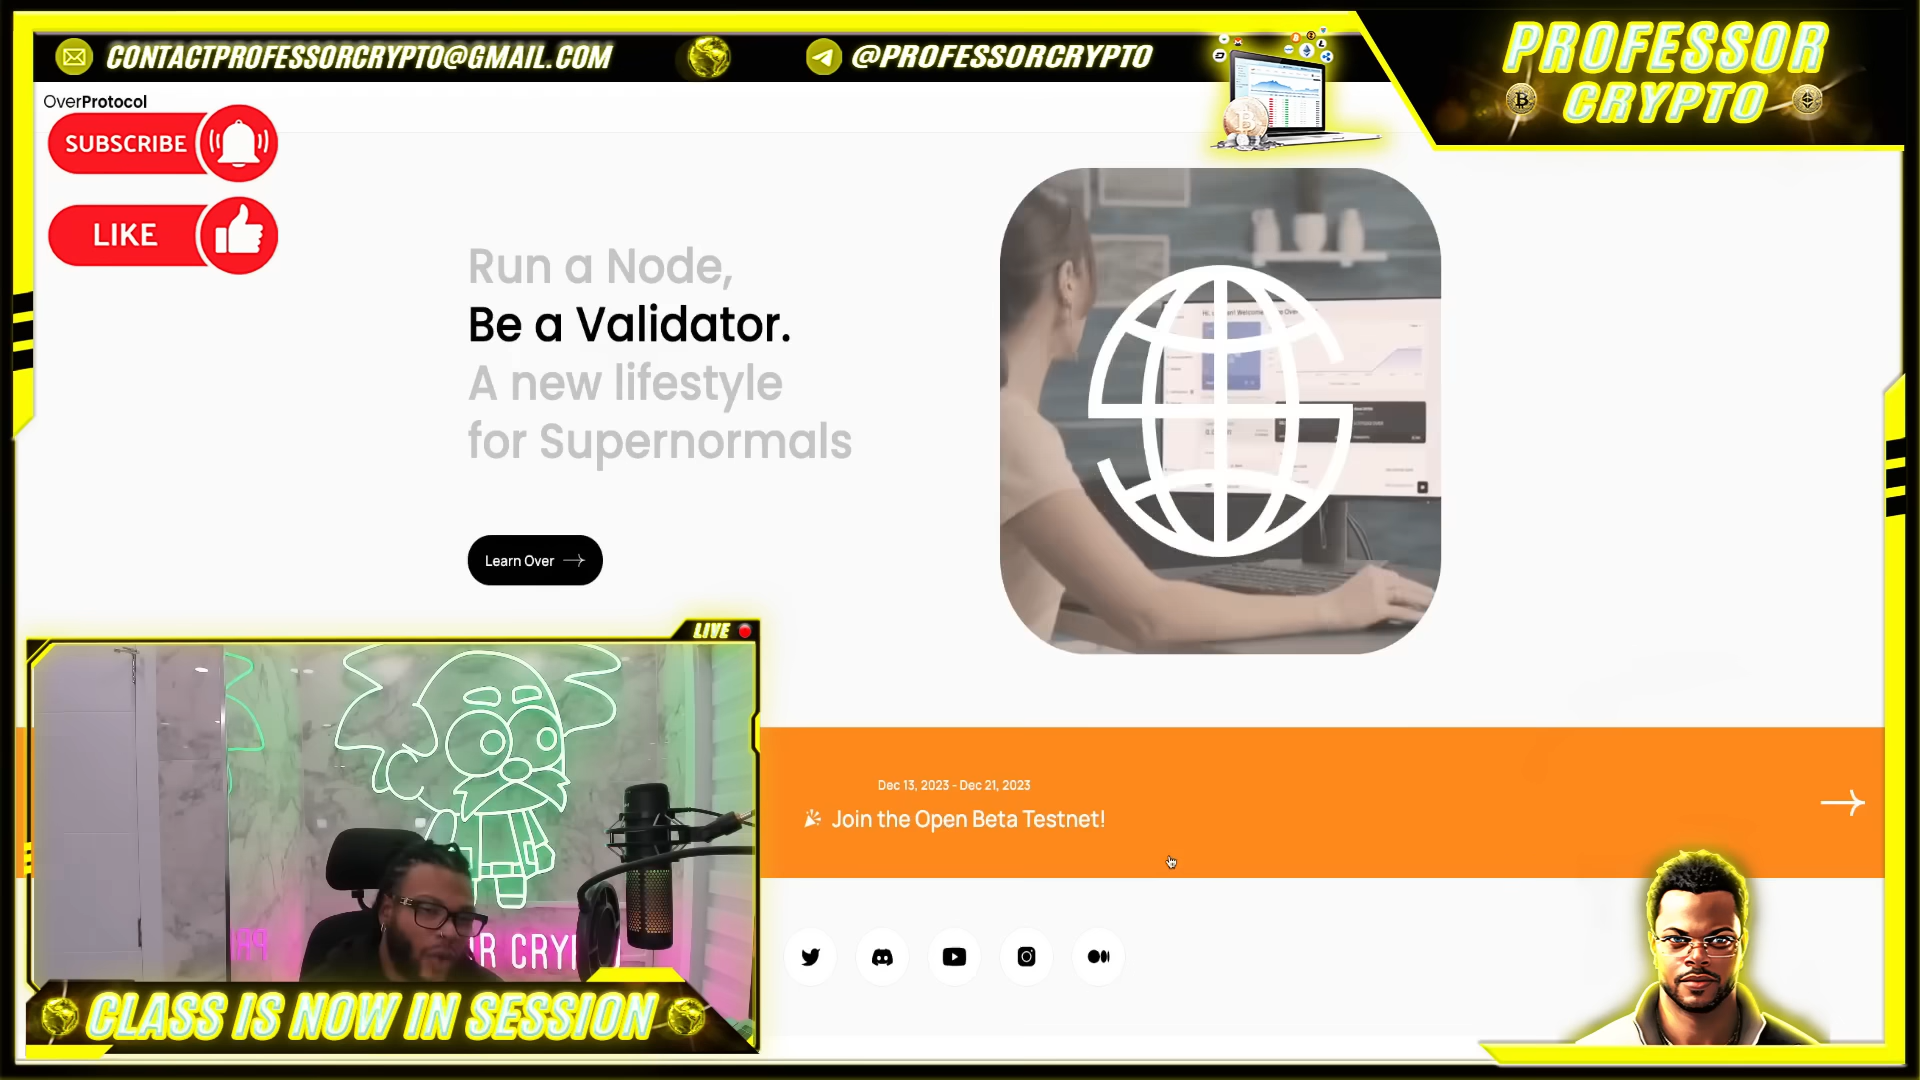 CONTACTPROFESSORCRYPTO@GMAIL.COM
@PROFESSORCRYPTO
PROFESSOR
CRYPTO
OverProtocol
SUBSCRIBE
LIKE
Run a Node,
Be a Validator.
A new lifestyle
for Supernormals
Learn Over
LIVE
Dec 13, 2023 - Dec 21, 2023
Join the Open Beta Testnet!
R CRY
CLASS IS NOW IN SESSION